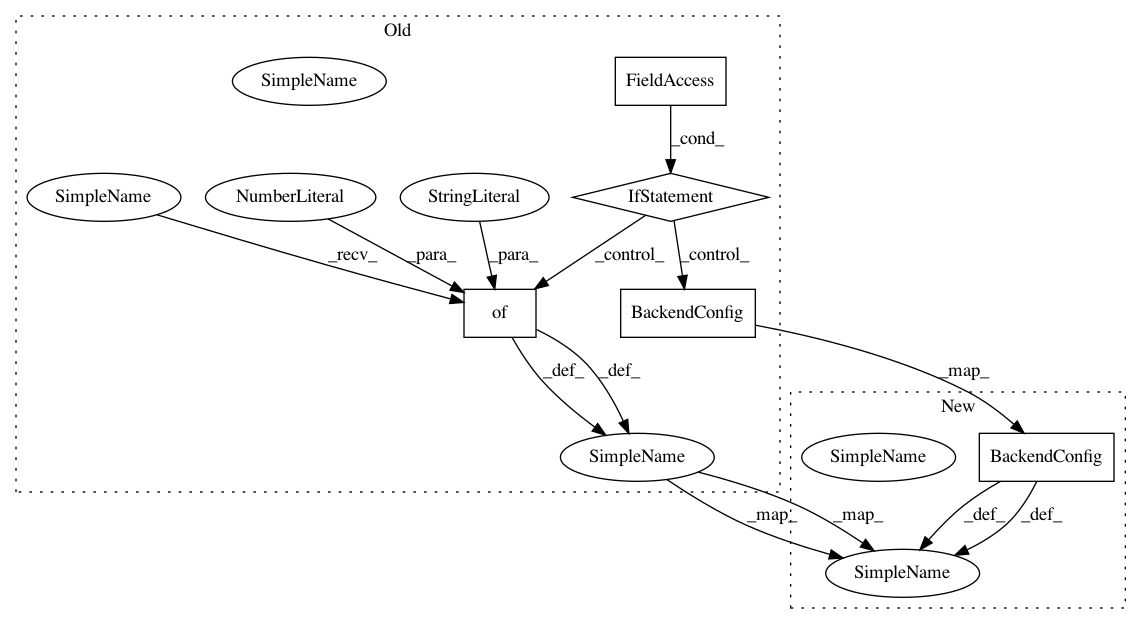 Old
SimpleName
FieldAccess
_cond_
SimpleName
NumberLiteral
StringLiteral
IfStatement
_recv_
_para_
_para_
_control_
_control_
of
BackendConfig
_def_
_def_
_map_
New
SimpleName
SimpleName
BackendConfig
_map_
_map_
_def_
_def_
SimpleName